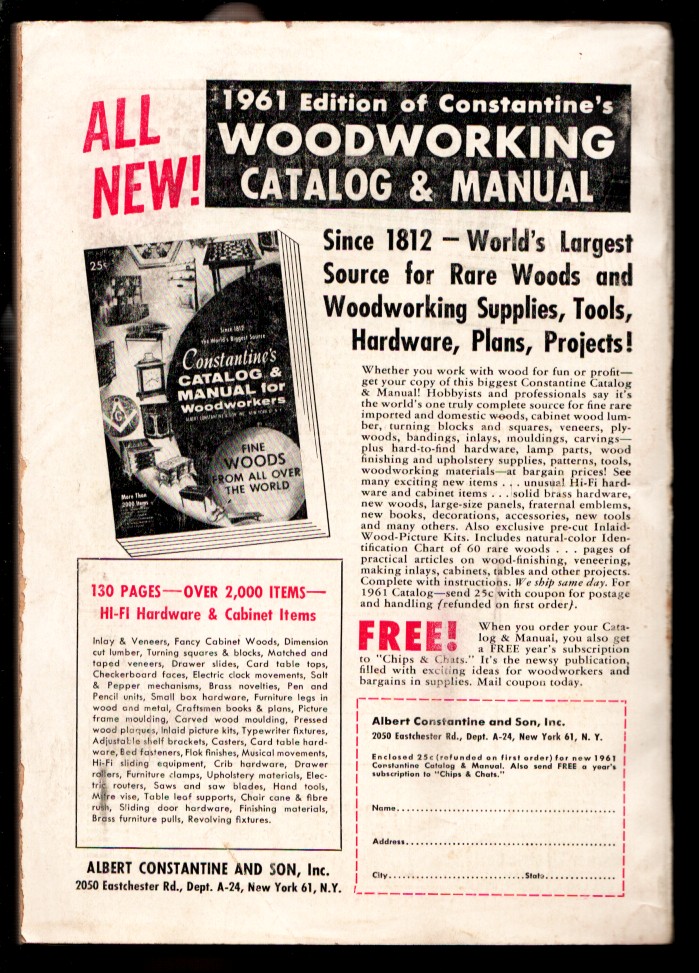 ALL
NEW!
1961 Edition of Constantine's
WOODWORKING
CATALOG & MANUAL
25c
Since 1812
the World's Biggest Source
Constantine's
CATALOG &
MANUAL for
Woodworkers
FINE
WOODS
FROM ALL OVER
THE WORLD
More Than
2000 Items
Since 1812 — World's Largest
Source for Rare Woods and
Woodworking Supplies, Tools,
Hardware, Plans, Projects!
Whether you work with wood for fun or profit—
get your copy of this biggest Constantine Catalog
& Manual! Hobbyists and professionals say it's
the world's one truly complete source for fine rare
imported and domestic woods, cabinet wood lum-
ber, turning blocks and squares, veneers, ply-
woods, bandings, inlays, mouldings, carvings—
plus hard-to-find hardware, lamp parts, wood
finishing and upholstery supplies, patterns, tools,
woodworking materials—at bargain prices! See
many exciting new items . . . unusual Hi-Fi hard-
ware and cabinet items . . . solid brass hardware,
new woods, large-size panels, fraternal emblems,
new books, decorations, accessories, new tools
and many others. Also exclusive pre-cut Inlaid-
Wood-Picture Kits. Includes natural-color Iden-
tification Chart of 60 rare woods . . . pages of
practical articles on wood-finishing, veneering,
making inlays, cabinets, tables and other projects.
Complete with instructions. We ship same day. For
1961 Catalog—send 25c with coupon for postage
and handling (refunded on first order).
FREE!
When you order your Cata-
log & Manual, you also get
a FREE year's subscription
to "Chips & Chats." It's the newsy publication,
filled with exciting ideas for woodworkers and
bargains in supplies. Mail coupon today.
130 PAGES—OVER 2,000 ITEMS—
HI-FI Hardware & Cabinet Items
Inlay & Veneers, Fancy Cabinet Woods, Dimension
cut lumber, Turning squares & blocks, Matched and
taped veneers, Drawer slides, Card table tops,
Checkerboard faces, Electric clock movements, Salt
& Pepper mechanisms, Brass novelties, Pen and
Pencil units, Small box hardware, Furniture legs in
wood and metal, Craftsmen books & plans, Picture
frame moulding, Carved wood moulding, Pressed
wood plaques, Inlaid picture kits, Typewriter fixtures,
Adjustable shelf brackets, Casters, Card table hard-
ware, Bed fasteners, Flok finishes, Musical movements,
Hi-Fi sliding equipment, Crib hardware, Drawer
rollers, Furniture clamps, Upholstery materials, Elec-
tric routers, Saws and saw blades, Hand tools,
Mitre vise, Table leaf supports, Chair cane & fibre
rush, Sliding door hardware, Finishing materials,
Brass furniture pulls, Revolving fixtures.
ALBERT CONSTANTINE AND SON, Inc.
2050 Eastchester Rd., Dept. A-24, New York 61, N.Y.
Albert Constantine and Son, Inc.
2050 Eastchester Rd., Dept. A-24, New York 61, N. Y.
Enclosed 25c (refunded on first order) for new 1961
Constantine Catalog & Manual. Also send FREE a year's
subscription to "Chips & Chats."
Name
Address
City State